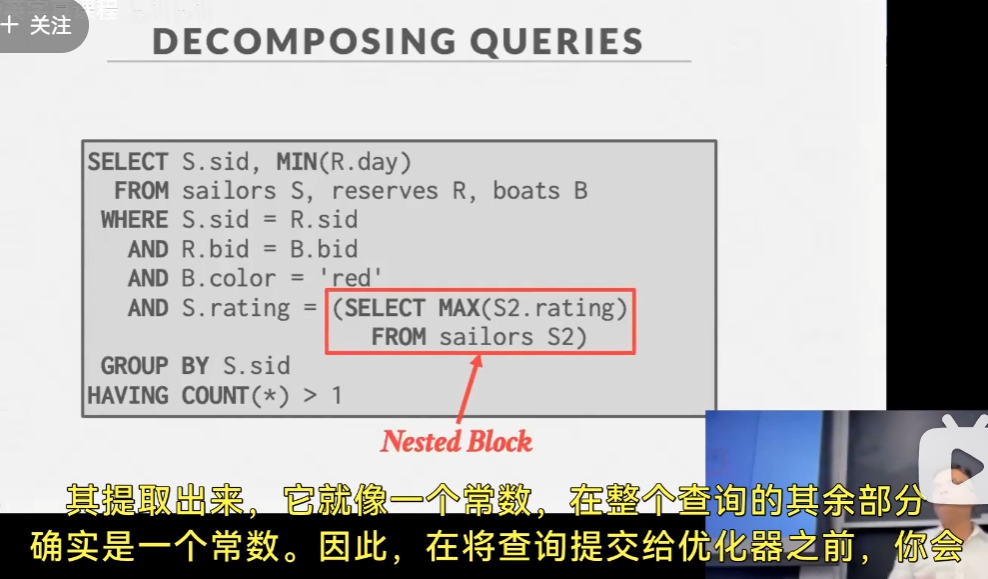 + 关注
DECOMPOSING QUERIES
SELECT S.sid, MIN(R.day)
FROM sailors S, reserves R, boats B
WHERE S.sid = R.sid
AND R.bid = B.bid
AND B.color = 'red'
AND S.rating = (SELECT MAX(S2.rating)
FROM sailors S2)
GROUP BY S.sid
HAVING COUNT(*) > 1
Nested Block
其提取出来，它就像一个常数，在整个查询的其余部分
确实是一个常数。因此，在将查询提交给优化器之前，你会